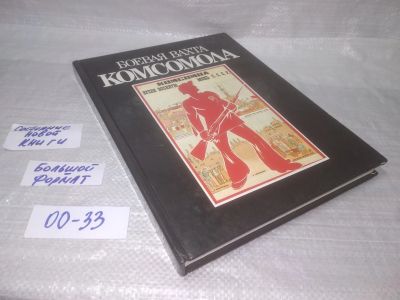 БОЕВАЯ ВАХТА
КОМСОМОЛА
СОСТОЯНИЕ
НОВОЙ
КНИГИ
БОЛЬШОЙ
ФОРМАТ
00-33